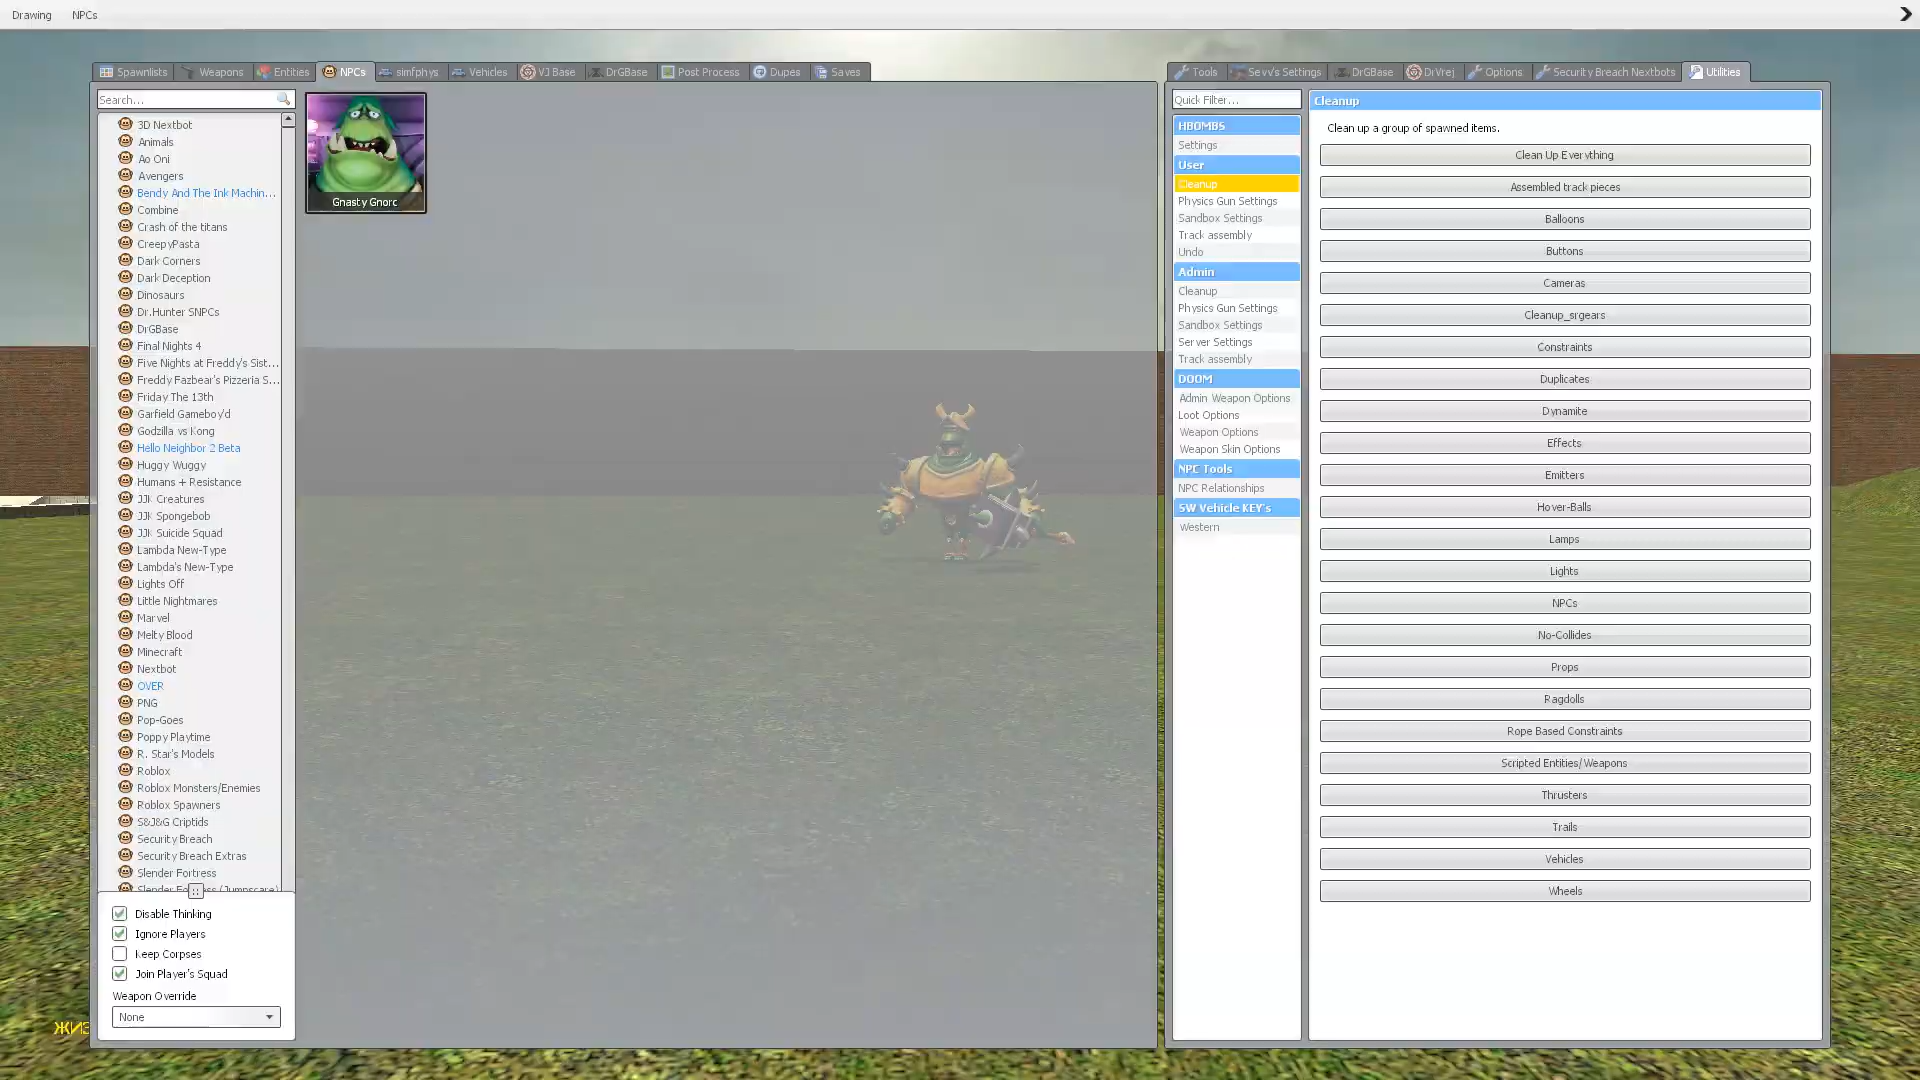 Drawing NPCs
Spawnlists Weapons Entities NPCs simfphys Vehicles VJ Base DrGBase Post Process Dupes Saves
Search...
3D Nextbot
Animals
Ao Oni
Avengers
Bendy And The Ink Machin...
Combine
Crash of the titans
CreepyPasta
Dark Corners
Dark Deception
Dinosaurs
Dr.Hunter SNPCs
DrGBase
Final Nights 4
Five Nights at Freddy's Sist...
Freddy Fazbear's Pizzeria S...
Friday The 13th
Garfield Gameboy'd
Godzilla vs Kong
Hello Neighbor 2 Beta
Huggy Wuggy
Humans + Resistance
JJK Creatures
JJK Spongebob
JJK Suicide Squad
Lambda New-Type
Lambda's New-Type
Lights Off
Little Nightmares
Marvel
Melty Blood
Minecraft
Nextbot
OVER
PNG
Pop-Goes
Poppy Playtime
R. Star's Models
Roblox
Roblox Monsters/Enemies
Roblox Spawners
S&J&G Criptids
Security Breach
Security Breach Extras
Slender Fortress
Disable Thinking
Ignore Players
Keep Corpses
Join Player's Squad
Weapon Override
None
Gnasty Gnorc
Tools Sevv's Settings DrGBase DrVrej Options Security Breach Nextbots Utilities
Quick Filter...
HBOMBS
Settings
User
Cleanup
Physics Gun Settings
Sandbox Settings
Track assembly
Undo
Admin
Cleanup
Physics Gun Settings
Sandbox Settings
Server Settings
Track assembly
DOOM
Admin Weapon Options
Loot Options
Weapon Options
Weapon Skin Options
NPC Tools
NPC Relationships
SW Vehicle KEY's
Western
Cleanup
Clean up a group of spawned items.
Clean Up Everything
Assembled track pieces
Balloons
Buttons
Cameras
Cleanup_srgears
Constraints
Duplicates
Dynamite
Effects
Emitters
Hover-Balls
Lamps
Lights
NPCs
No-Collides
Props
Ragdolls
Rope Based Constraints
Scripted Entities/Weapons
Thrusters
Trails
Vehicles
Wheels